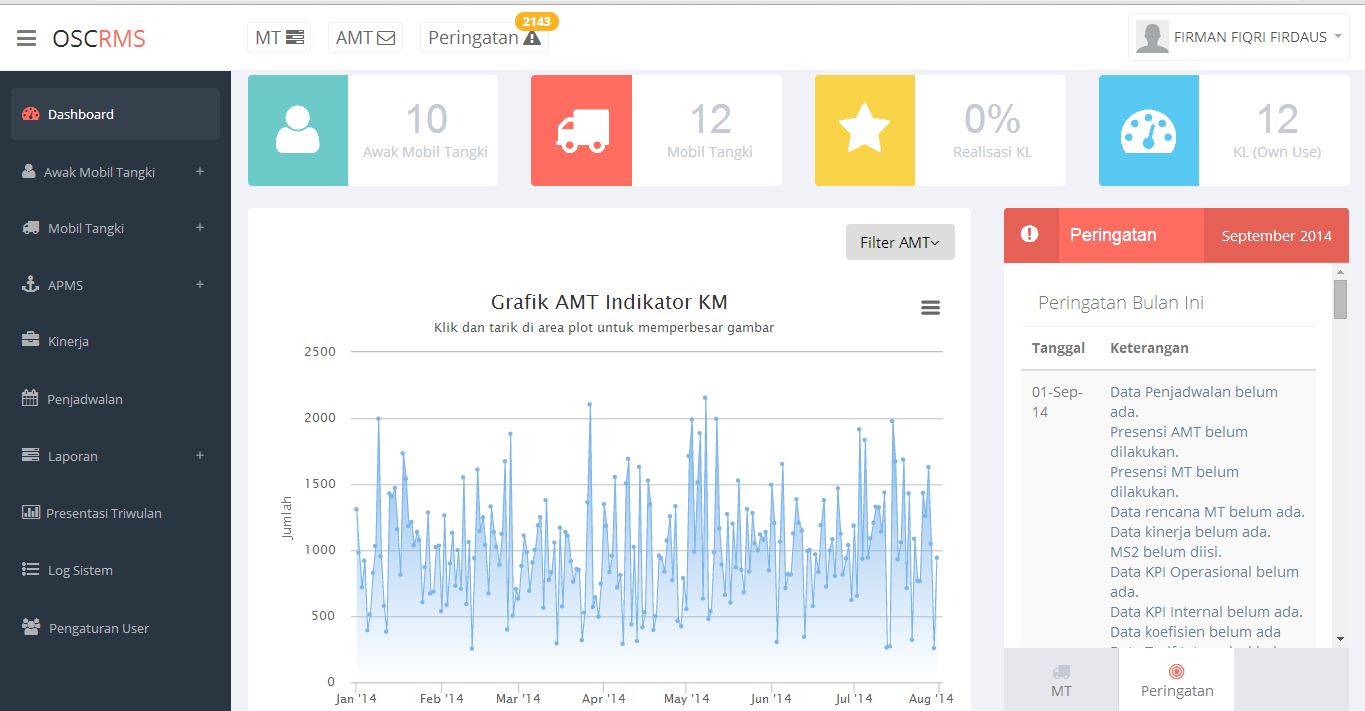 OSCRMS
MT
AMT
Peringatan
2143
FIRMAN FIQRI FIRDAUS
Dashboard
Awak Mobil Tangki +
Mobil Tangki +
APMS +
Kinerja
Penjadwalan
Laporan +
Presentasi Triwulan
Log Sistem
Pengaturan User
10
Awak Mobil Tangki
12
Mobil Tangki
0%
Realisasi KL
12
KL (Own Use)
Filter AMT
Grafik AMT Indikator KM
Klik dan tarik di area plot untuk memperbesar gambar
Jumlah
2500
2000
1500
1000
500
0
Jan '14 Feb '14 Mar '14 Apr '14 May '14 Jun '14 Jul '14 Aug '14
Peringatan
September 2014
Peringatan Bulan Ini
Tanggal Keterangan
01-Sep-
14
Data Penjadwalan belum
ada.
Presensi AMT belum
dilakukan.
Presensi MT belum
dilakukan.
Data rencana MT belum ada.
Data kinerja belum ada.
MS2 belum diisi.
Data KPI Operasional belum
ada.
Data KPI Internal belum ada.
Data koefisien belum ada
MT
Peringatan